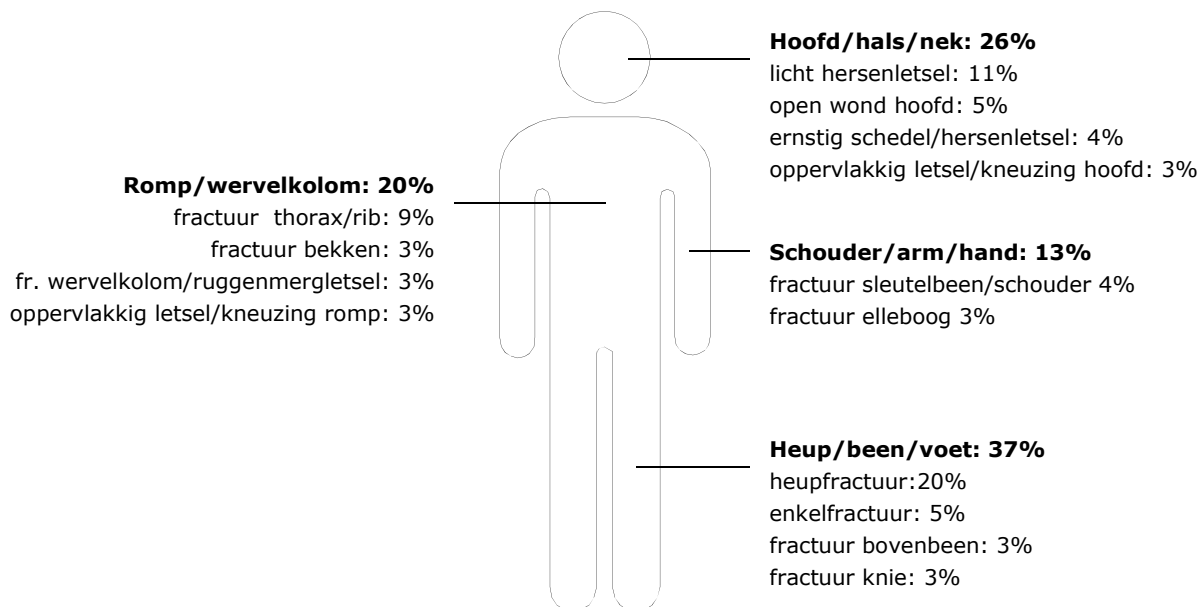 Hoofd/hals/nek: 26%
licht hersenletsel: 11%
open wond hoofd: 5%
ernstig schedel/hersenletsel: 4%
oppervlakkig letsel/kneuzing hoofd: 3%
Romp/wervelkolom: 20%
fractuur thorax/rib: 9%
fractuur bekken: 3%
fr. wervelkolom/ruggenmergletsel: 3%
oppervlakkig letsel/kneuzing romp: 3%
Schouder/arm/hand: 13%
fractuur sleutelbeen/schouder 4%
fractuur elleboog 3%
Heup/been/voet: 37%
heupfractuur:20%
enkelfractuur: 5%
fractuur bovenbeen: 3%
fractuur knie: 3%